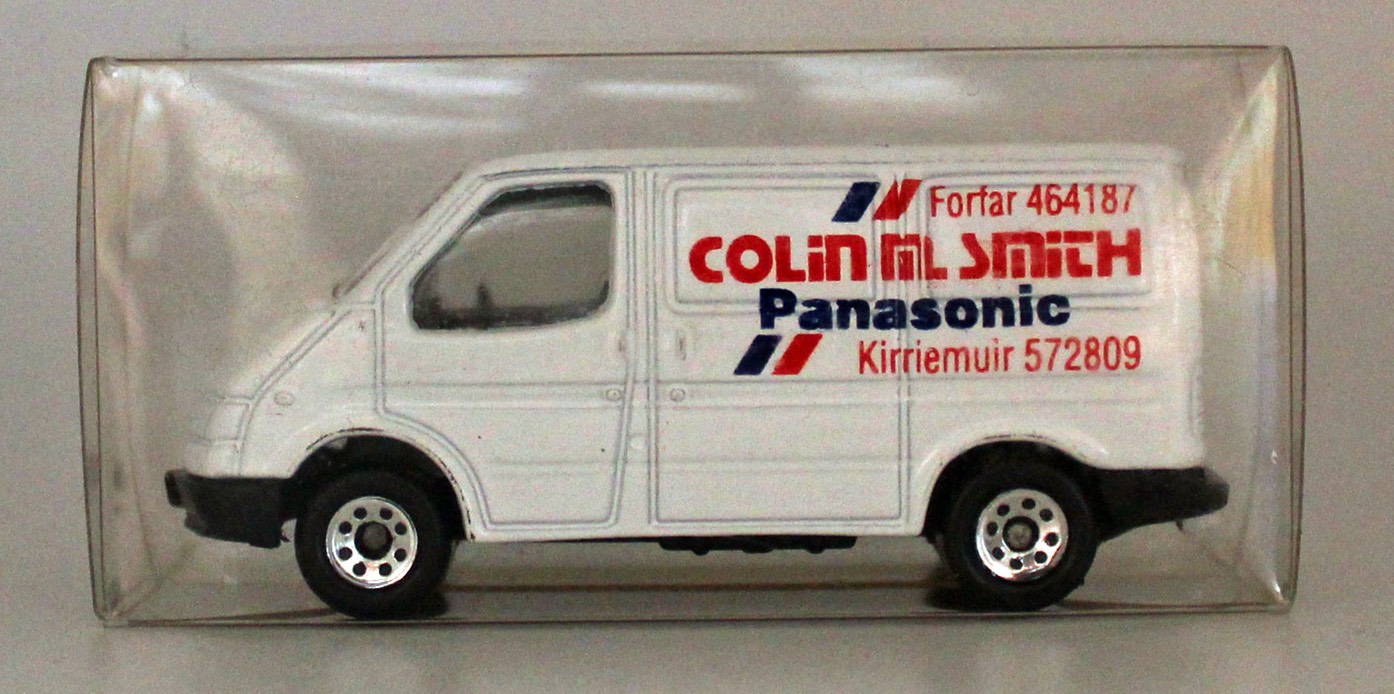 Forfar 464187
COLIN M SMITH
Panasonic
Kirriemuir 572809